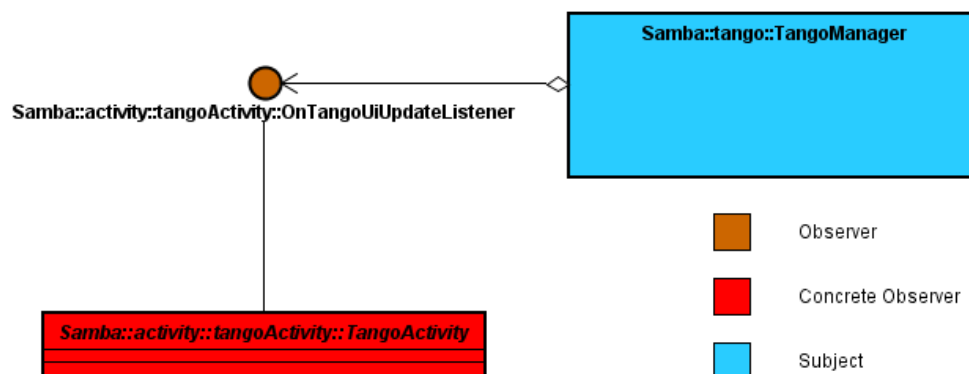 Samba::tango::TangoManager
Samba::activity::tangoActivity::OnTangoUiUpdateListener
Observer
Concrete Observer
Samba::activity::tangoActivity::TangoActivity
Subject